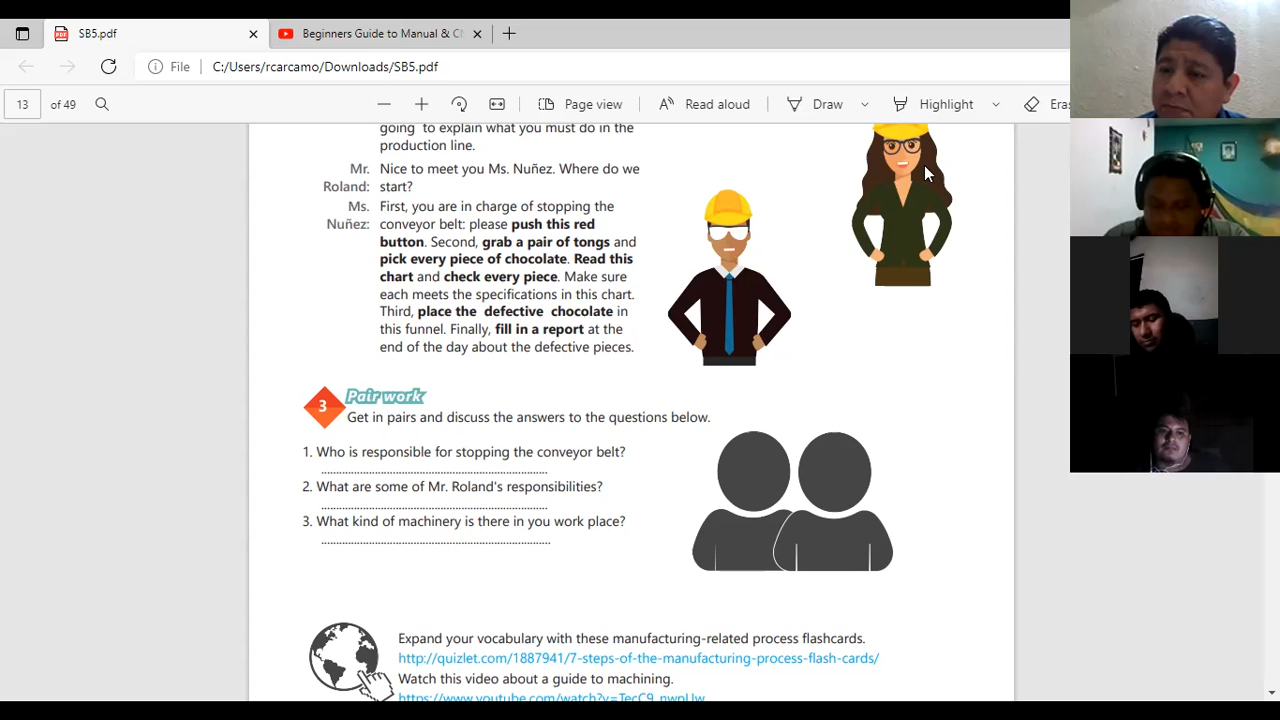 SB5.pdf
Beginners Guide to Manual & C
File C:/Users/rcarcamo/Downloads/SB5.pdf
13 of 49 Page view Read aloud Draw Highlight Era
going to explain what you must do in the
production line.
Mr. Roland: Nice to meet you Ms. Nuñez. Where do we
start?
Ms. Nuñez: First, you are in charge of stopping the
conveyor belt: please push this red
button. Second, grab a pair of tongs and
pick every piece of chocolate. Read this
chart and check every piece. Make sure
each meets the specifications in this chart.
Third, place the defective chocolate in
this funnel. Finally, fill in a report at the
end of the day about the defective pieces.
3 Pair work
Get in pairs and discuss the answers to the questions below.
1. Who is responsible for stopping the conveyor belt?
2. What are some of Mr. Roland's responsibilities?
3. What kind of machinery is there in you work place?
Expand your vocabulary with these manufacturing-related process flashcards.
http://quizlet.com/1887941/7-steps-of-the-manufacturing-process-flash-cards/
Watch this video about a guide to machining.